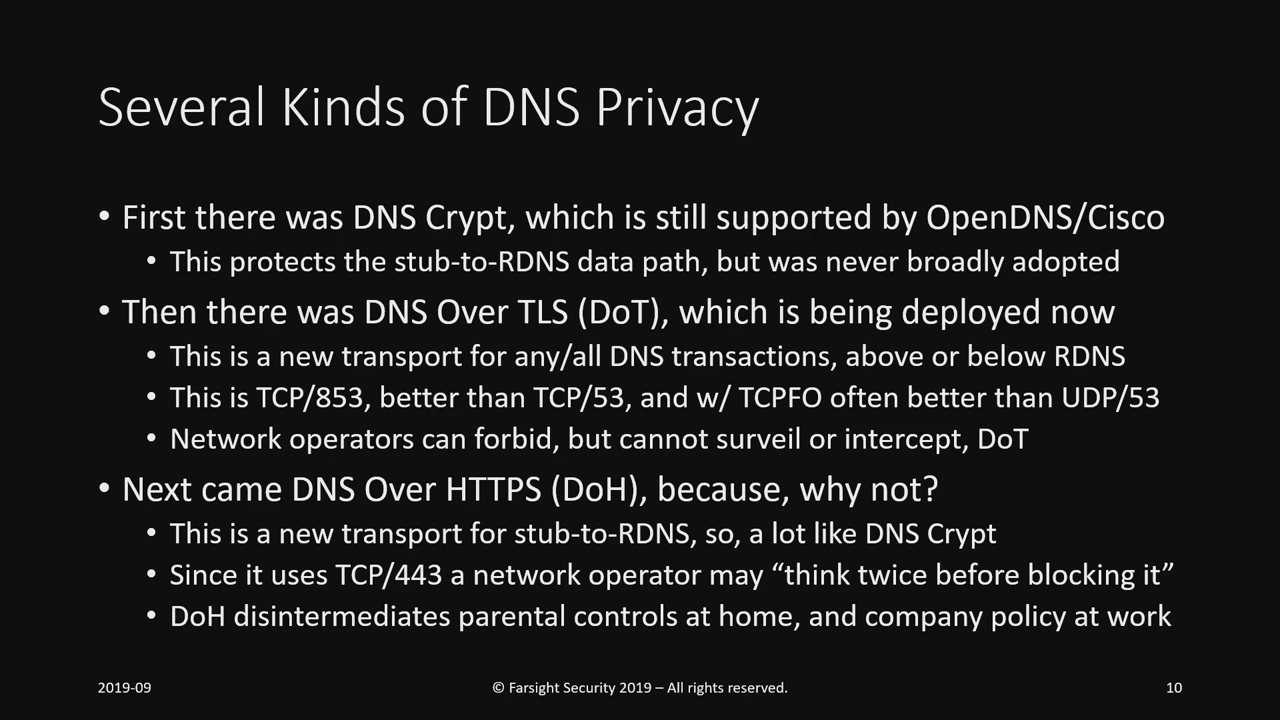 Several Kinds of DNS Privacy
• First there was DNS Crypt, which is still supported by OpenDNS/Cisco
• This protects the stub-to-RDNS data path, but was never broadly adopted
• Then there was DNS Over TLS (DoT), which is being deployed now
• This is a new transport for any/all DNS transactions, above or below RDNS
• This is TCP/853, better than TCP/53, and w/ TCPFO often better than UDP/53
• Network operators can forbid, but cannot surveil or intercept, DoT
• Next came DNS Over HTTPS (DoH), because, why not?
• This is a new transport for stub-to-RDNS, so, a lot like DNS Crypt
• Since it uses TCP/443 a network operator may “think twice before blocking it”
• DoH disintermediates parental controls at home, and company policy at work
2019-09
© Farsight Security 2019 – All rights reserved.
10